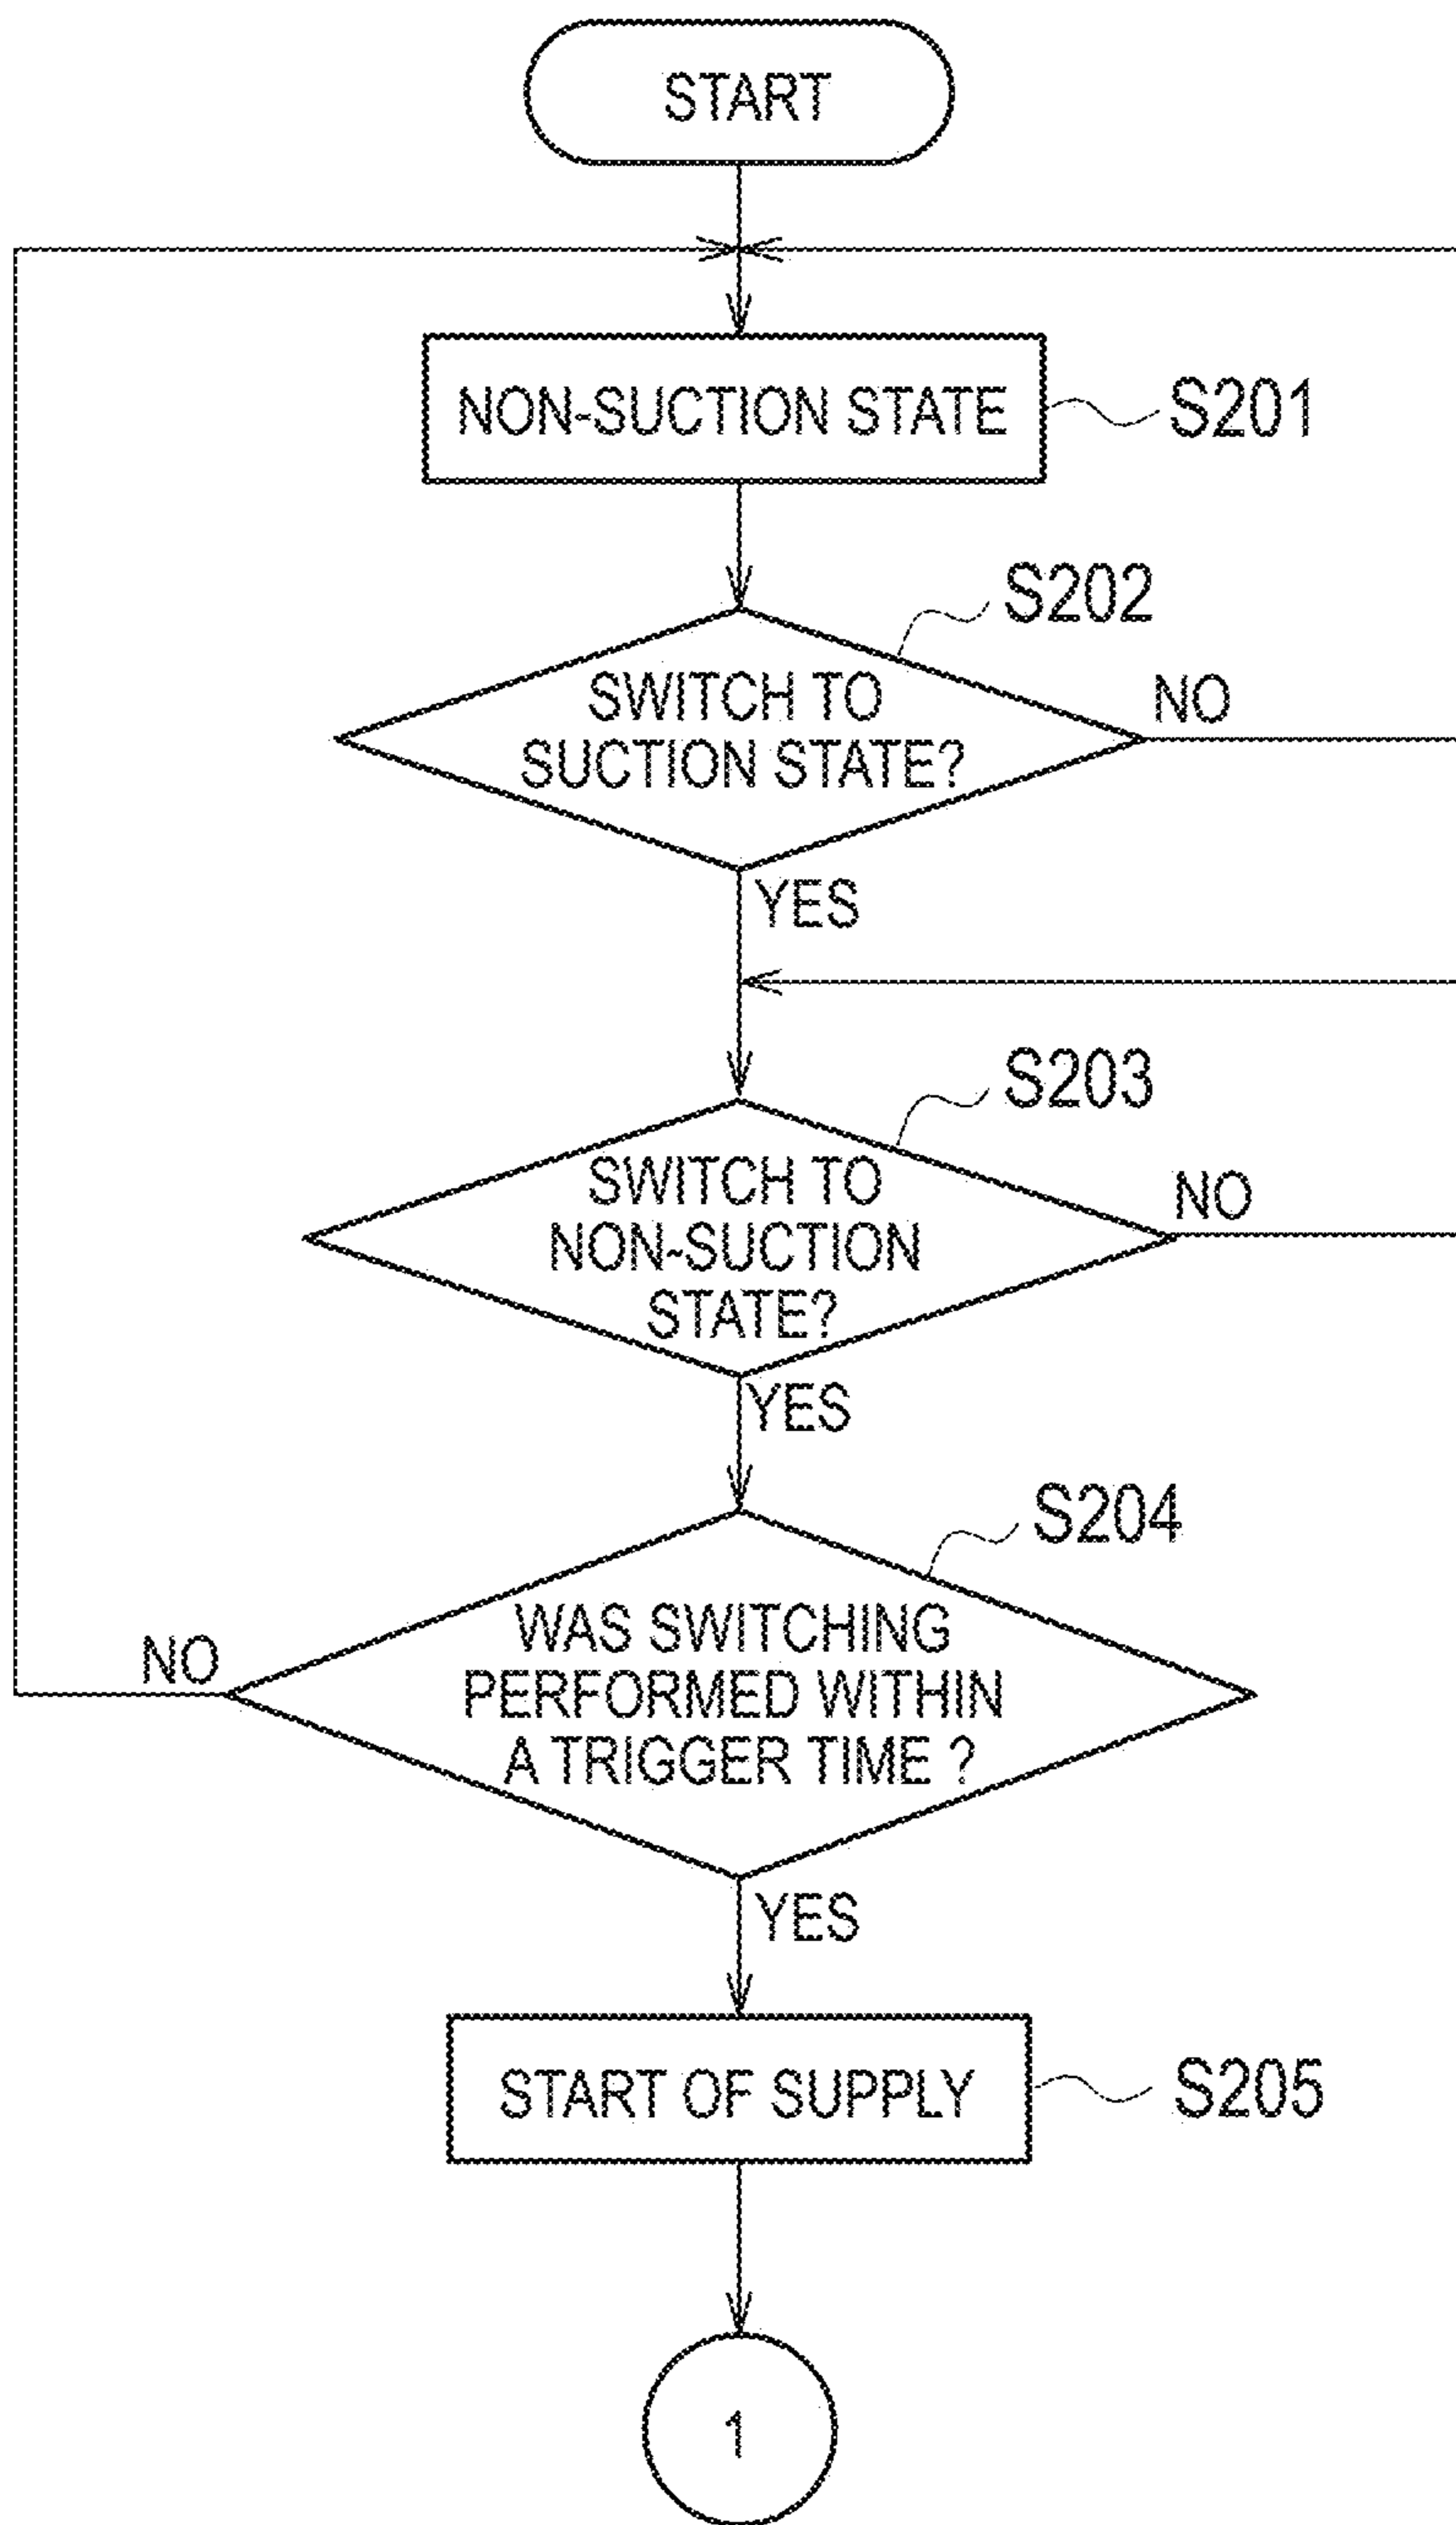 START
NON-SUCTION STATE
S201
S202
SWITCH TO
SUCTION STATE?
NO
YES
S203
SWITCH TO
NON-SUCTION
STATE?
NO
YES
S204
WAS SWITCHING
PERFORMED WITHIN
A TRIGGER TIME ?
NO
YES
START OF SUPPLY
S205
1